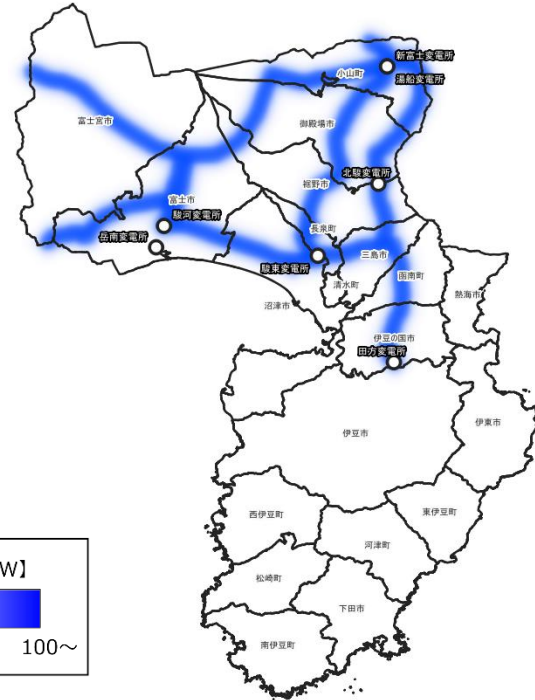 新富士変電所
小山町
湯船変電所
富士宮市
御殿場市
北駿変電所
裾野市
富士市
駿河変電所
長泉町
岳南変電所
三島市
駿東変電所
函南町
清水町
熱海市
沼津市
伊豆の国市
田方変電所
伊東市
伊豆市
西伊豆町
東伊豆町
河津町
松崎町
下田市
南伊豆町
W】
100～